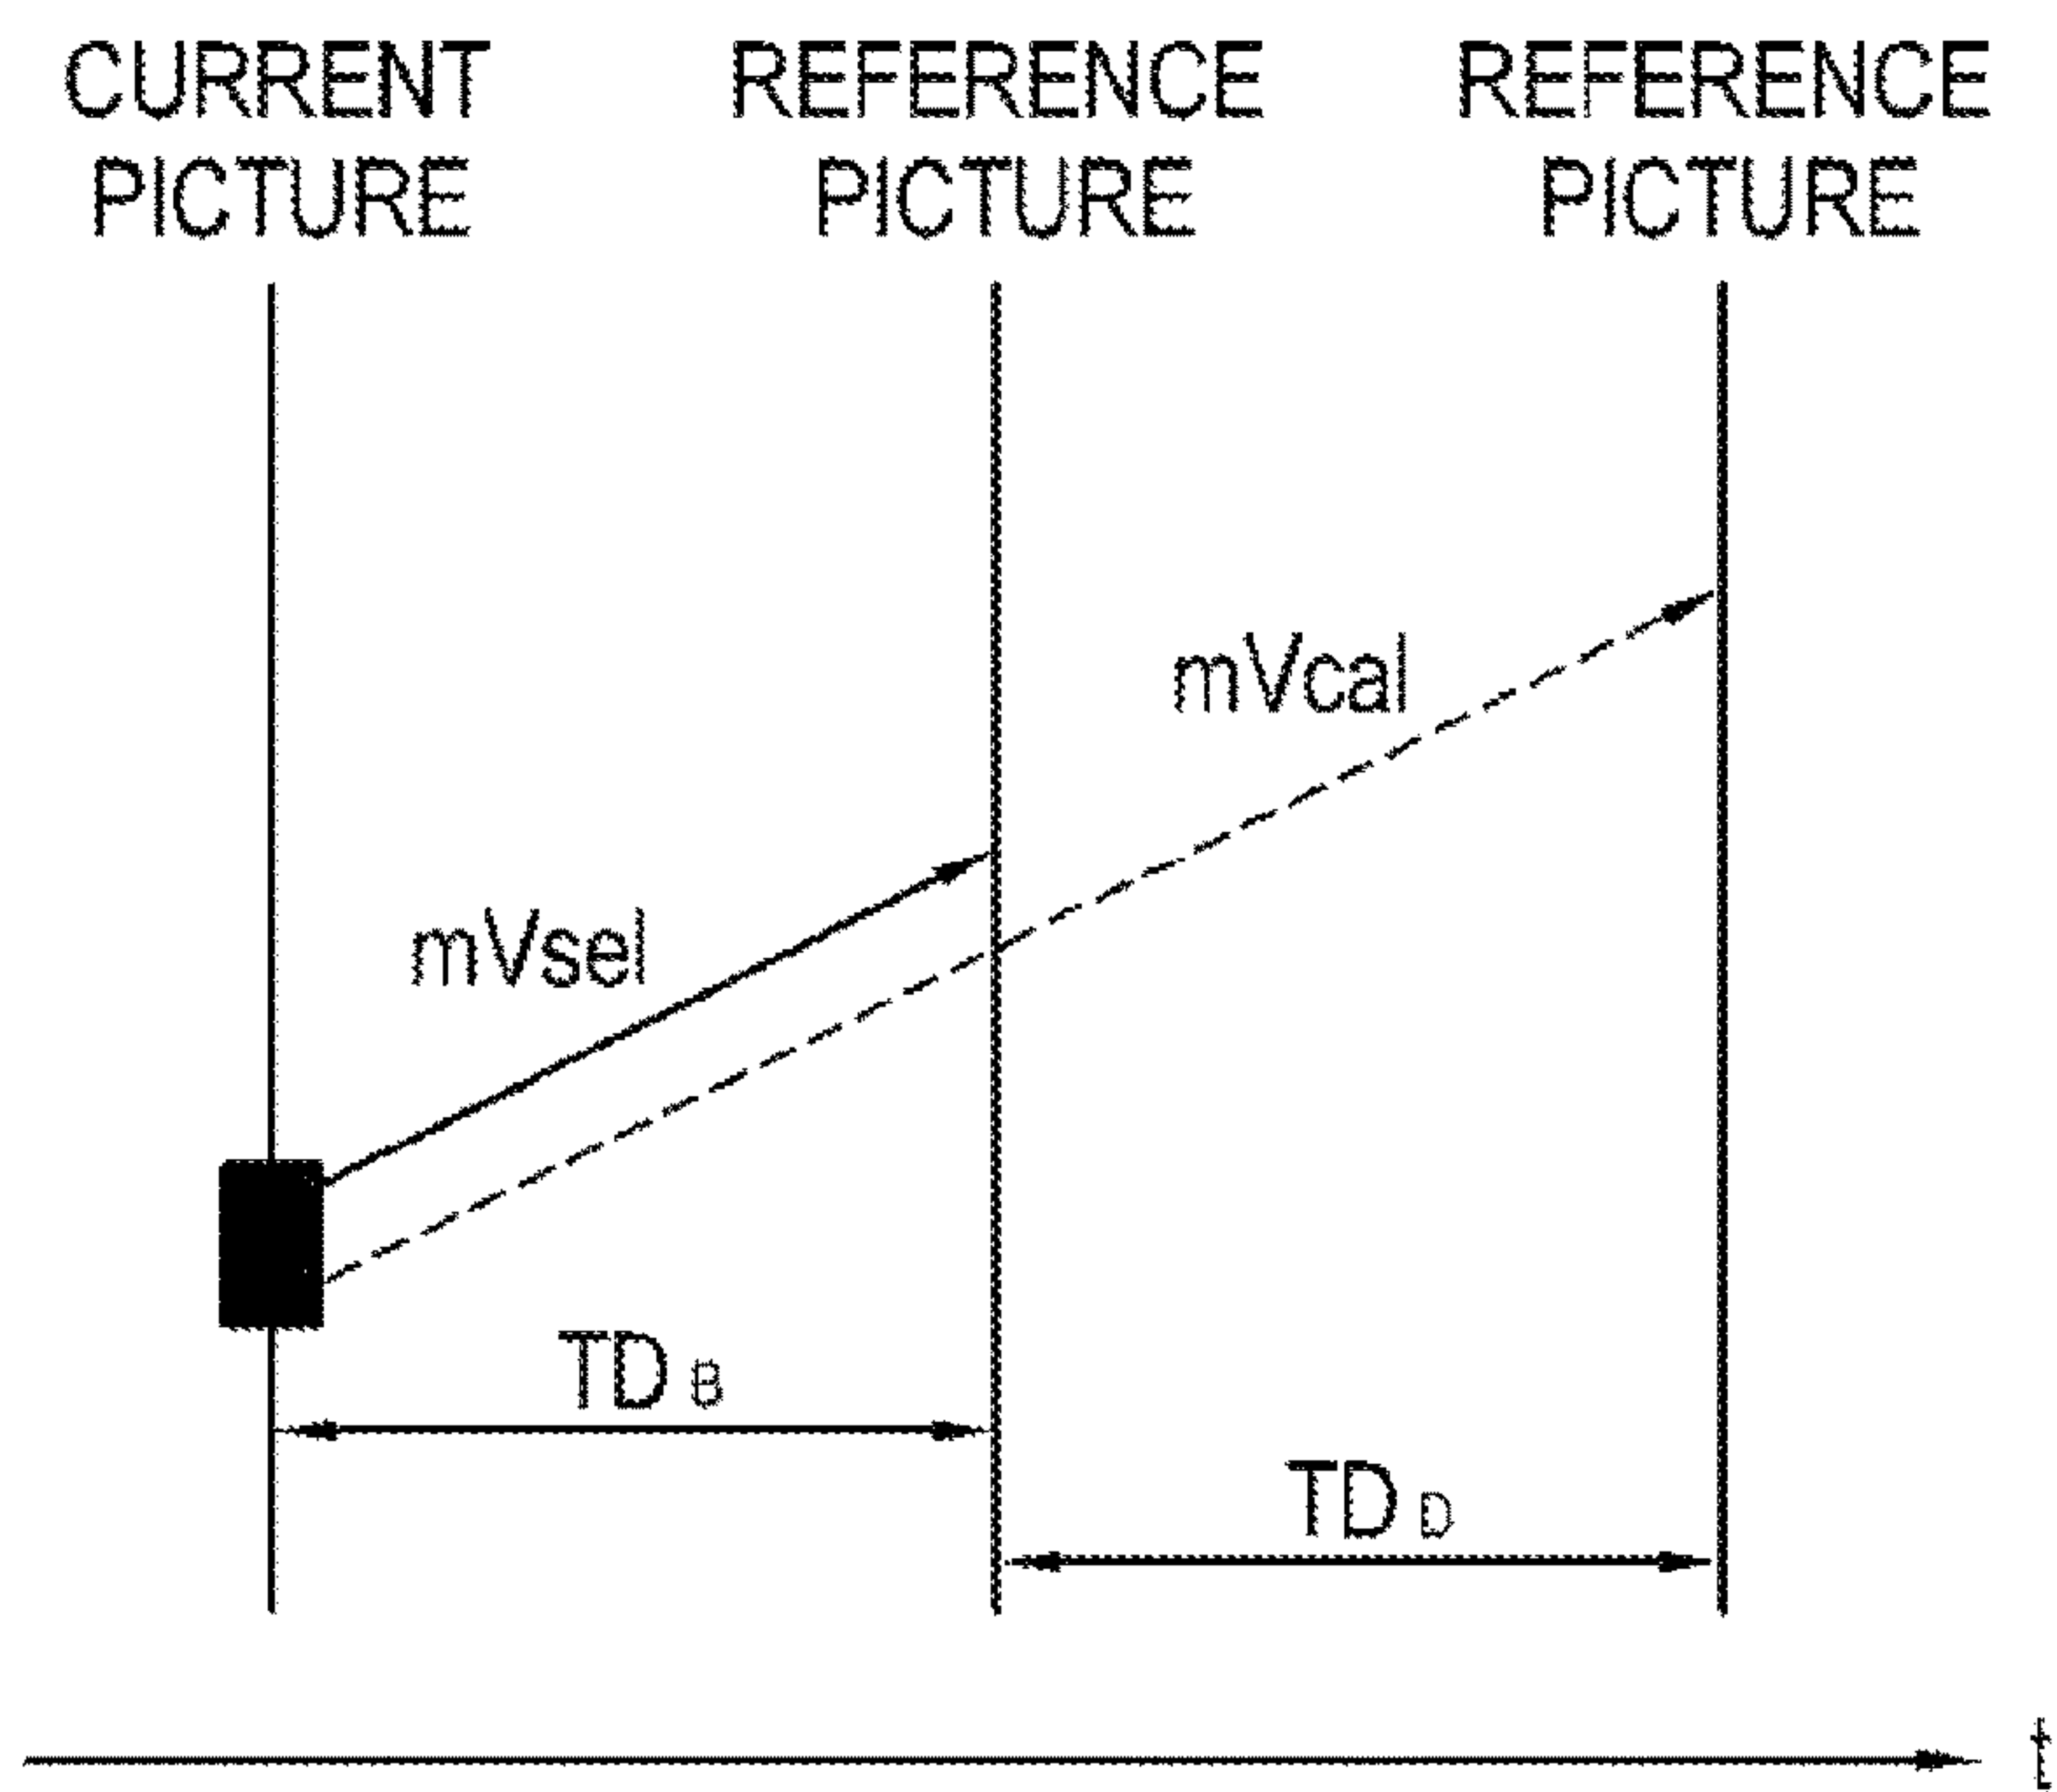 CURRENT PICTURE
REFERENCE PICTURE
REFERENCE PICTURE
mVcal
mVsel
TD B
TD D
t